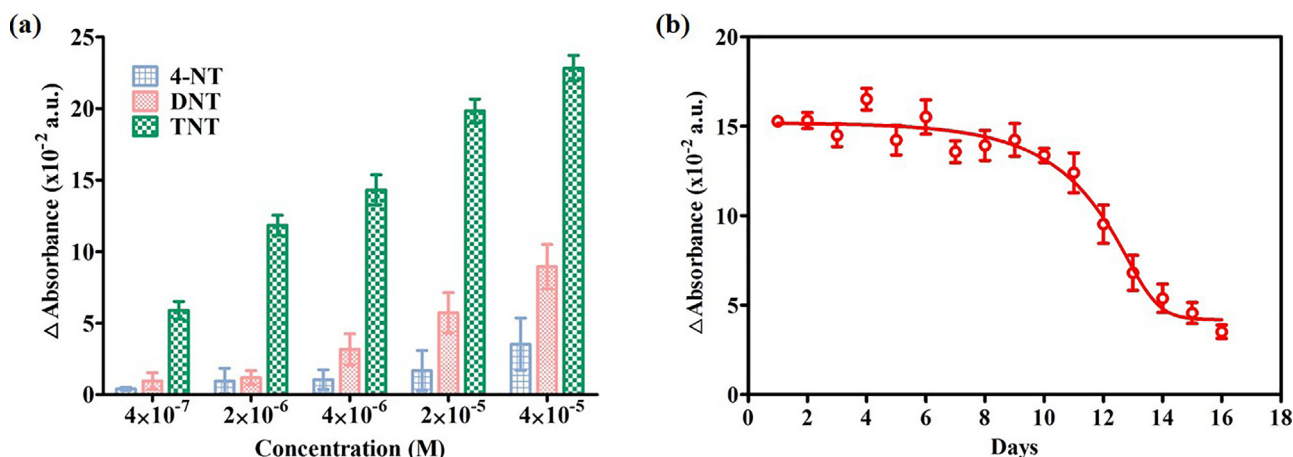 (a)
25
20
15
10
5
0
△ Absorbance (x10⁻² a.u.)
4-NT
DNT
TNT
4×10⁻⁷ 2×10⁻⁶ 4×10⁻⁶ 2×10⁻⁵ 4×10⁻⁵
Concentration (M)
(b)
20
15
10
5
0
△Absorbance (x10⁻² a.u.)
0 2 4 6 8 10 12 14 16 18
Days